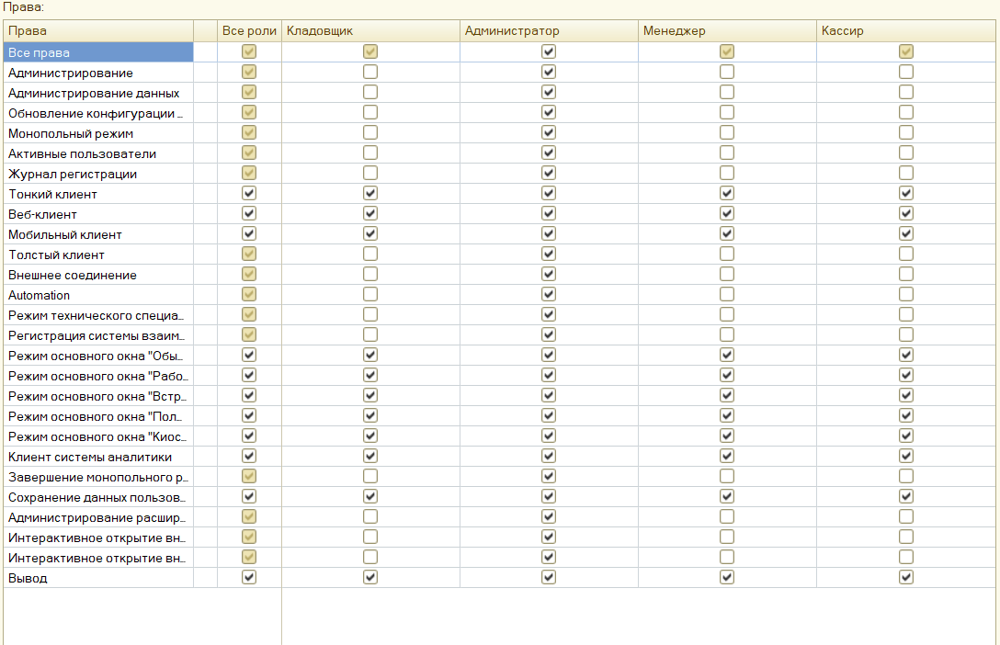 Права:
Права Все роли Кладовщик Администратор Менеджер Кассир
Все права
Администрирование
Администрирование данных
Обновление конфигурации ...
Монопольный режим
Активные пользователи
Журнал регистрации
Тонкий клиент
Веб-клиент
Мобильный клиент
Толстый клиент
Внешнее соединение
Automation
Режим технического специа...
Регистрация системы взаим...
Режим основного окна "Обы...
Режим основного окна "Рабо...
Режим основного окна "Встр...
Режим основного окна "Пол...
Режим основного окна "Киос...
Клиент системы аналитики
Завершение монопольного р...
Сохранение данных пользов...
Администрирование расшир...
Интерактивное открытие вн...
Интерактивное открытие вн...
Вывод